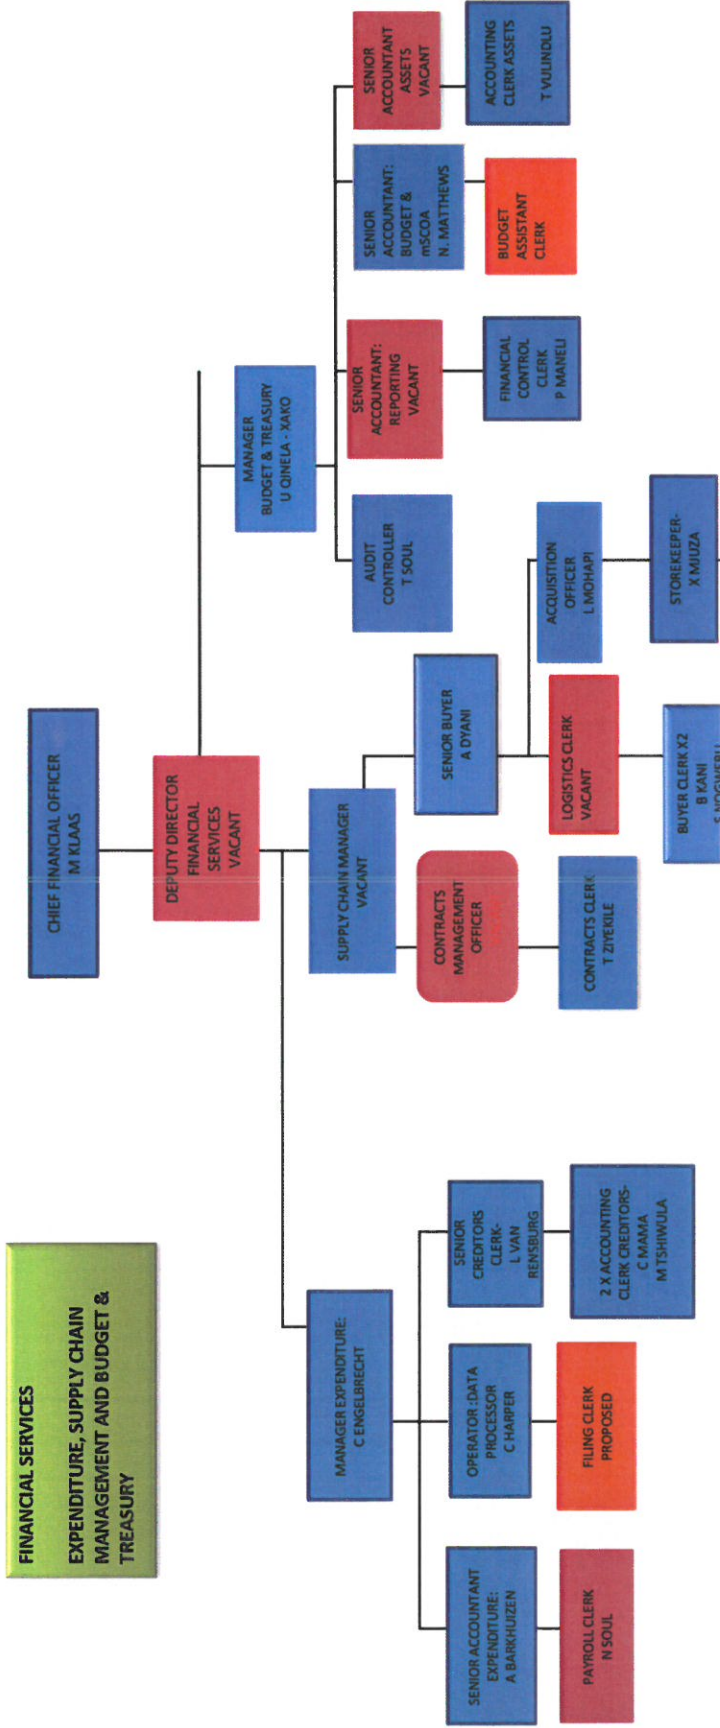 FINANCIAL SERVICES
EXPENDITURE, SUPPLY CHAIN
MANAGEMENT AND BUDGET &
TREASURY
CHIEF FINANCIAL OFFICER
M KLAAS
DEPUTY DIRECTOR
FINANCIAL
SERVICES
VACANT
MANAGER EXPENDITURE:
C ENGELBRECHT
SUPPLY CHAIN MANAGER
VACANT
MANAGER
BUDGET & TREASURY
U QINELA - XAKO
SENIOR ACCOUNTANT
EXPENDITURE:
A BARKHUIZEN
OPERATOR :DATA
PROCESSOR
C HARPER
SENIOR
CREDITORS
CLERK-
L VAN
RENSBURG
PAYROLL CLERK
N SOUL
FILING CLERK
PROPOSED
2 X ACCOUNTING
CLERK CREDITORS-
C MAMA
M TSHIWULA
CONTRACTS
MANAGEMENT
OFFICER
SENIOR BUYER
A DYANI
CONTRACTS CLERK
T ZIYEKILE
LOGISTICS CLERK
VACANT
ACQUISITION
OFFICER
L MOHAPI
BUYER CLERK X2
B KANI
STOREKEEPER-
X MJUZA
AUDIT
CONTROLLER
T SOUL
SENIOR
ACCOUNTANT:
REPORTING
VACANT
SENIOR
ACCOUNTANT:
BUDGET &
mSCOA
N. MATTHEWS
SENIOR
ACCOUNTANT
ASSETS
VACANT
FINANCIAL
CONTROL
CLERK
P MANELI
BUDGET
ASSISTANT
CLERK
ACCOUNTING
CLERK ASSETS
T VULINDLU